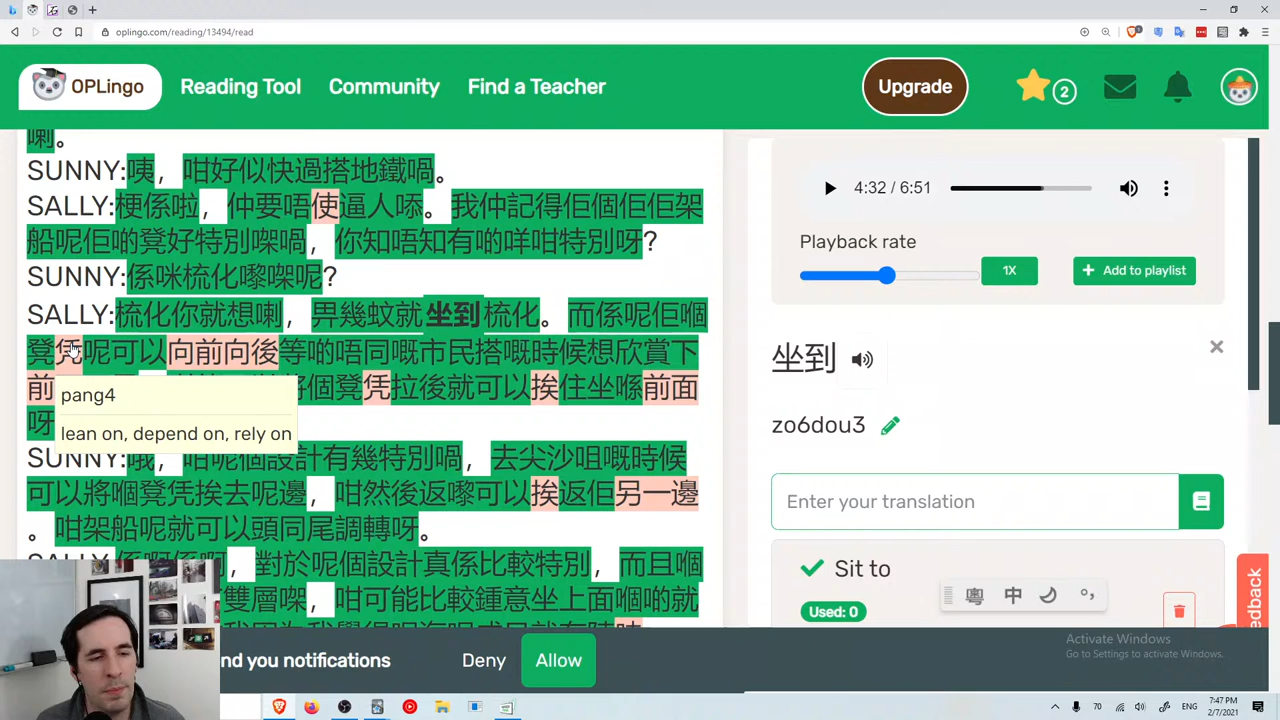 oplingo.com/reading/13494/read
OPLingo
Reading Tool
Community
Find a Teacher
Upgrade
2
喇。
SUNNY:咦，咁好似快過搭地鐵喎。
SALLY:梗係啦，仲要唔使逼人𠻹。我仲記得佢個佢佢架
船呢佢啲凳好特別㗎喎，你知唔知有啲咩咁特別呀?
SUNNY:係咪梳化嚟㗎呢?
SALLY:梳化你就想喇，畀幾蚊就坐到梳化。而係呢佢嗰
凳凭呢可以向前向後等啲唔同嘅市民搭嘅時候想欣賞下
前
好個凳凭拉後就可以挨住坐喺前面
呀
pang4
lean on, depend on, rely on
SUNNY:哦，咁呢個設計有幾特別喎，去尖沙咀嘅時候
可以將嗰凳凭挨去呢邊，咁然後返嚟可以挨返佢另一邊
。咁架船呢就可以頭同尾調轉呀。
係啊係啊，對於呢個設計真係比較特別，而且嗰
雙層㗎，咁可能比較鍾意坐上面嗰啲就
4:32 / 6:51
Playback rate
1X
Add to playlist
坐到
zo6dou3
Enter your translation
Sit to
Used: 0
粵 中
edback
Activate Windows
Go to Settings to activate Windows.
nd you notifications
Deny
Allow
70
ENG
7:47 PM
2/7/2021